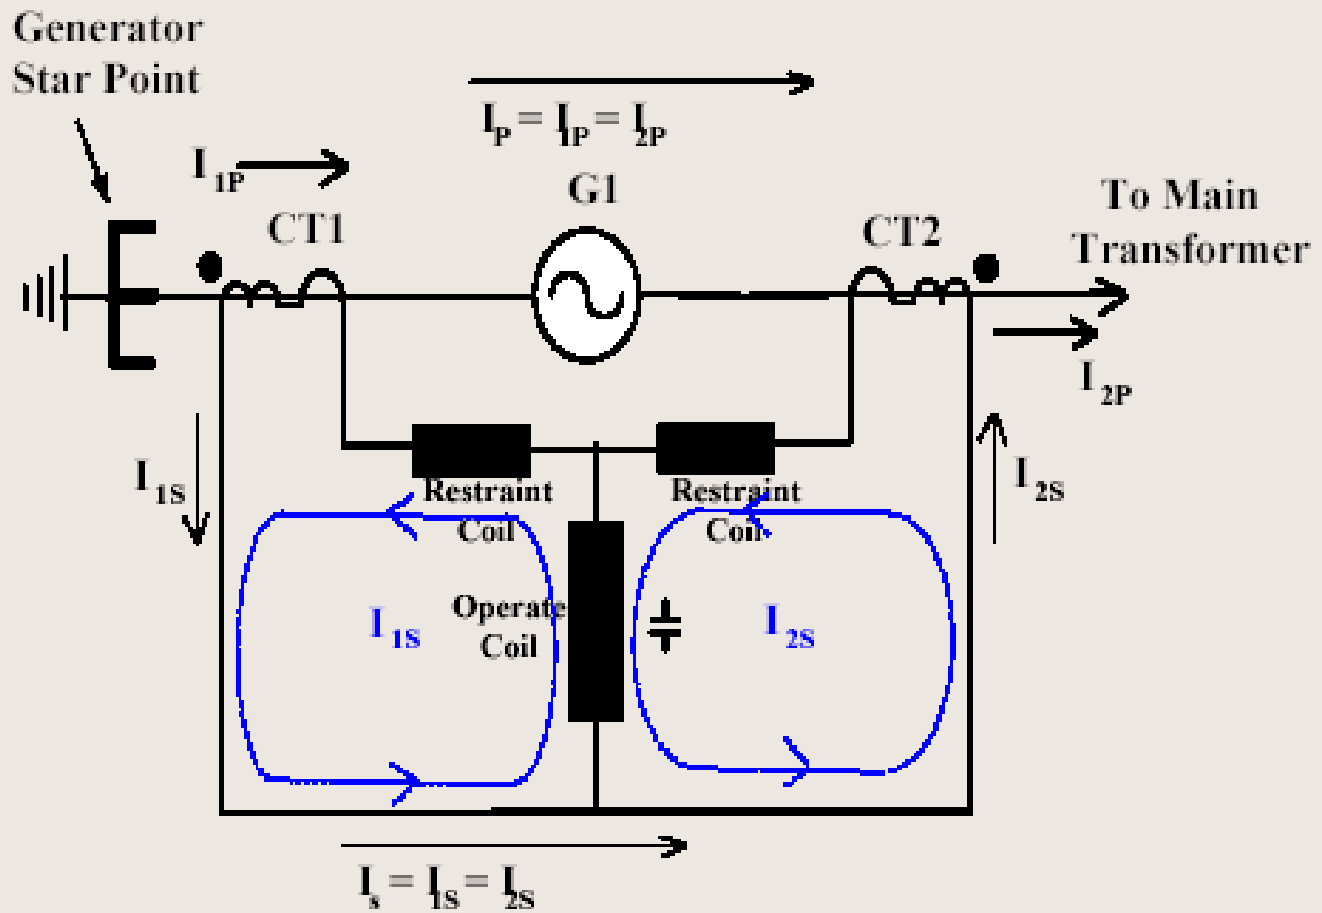 Generator
Star Point
I_P = I_1P = I_2P
I_1P
G1
To Main
Transformer
CT1
CT2
I_2P
I_1S
I_2S
Restraint
Coil
Restraint
Coil
Operate
Coil
I_1S
I_2S
I_s = I_1S = I_2S